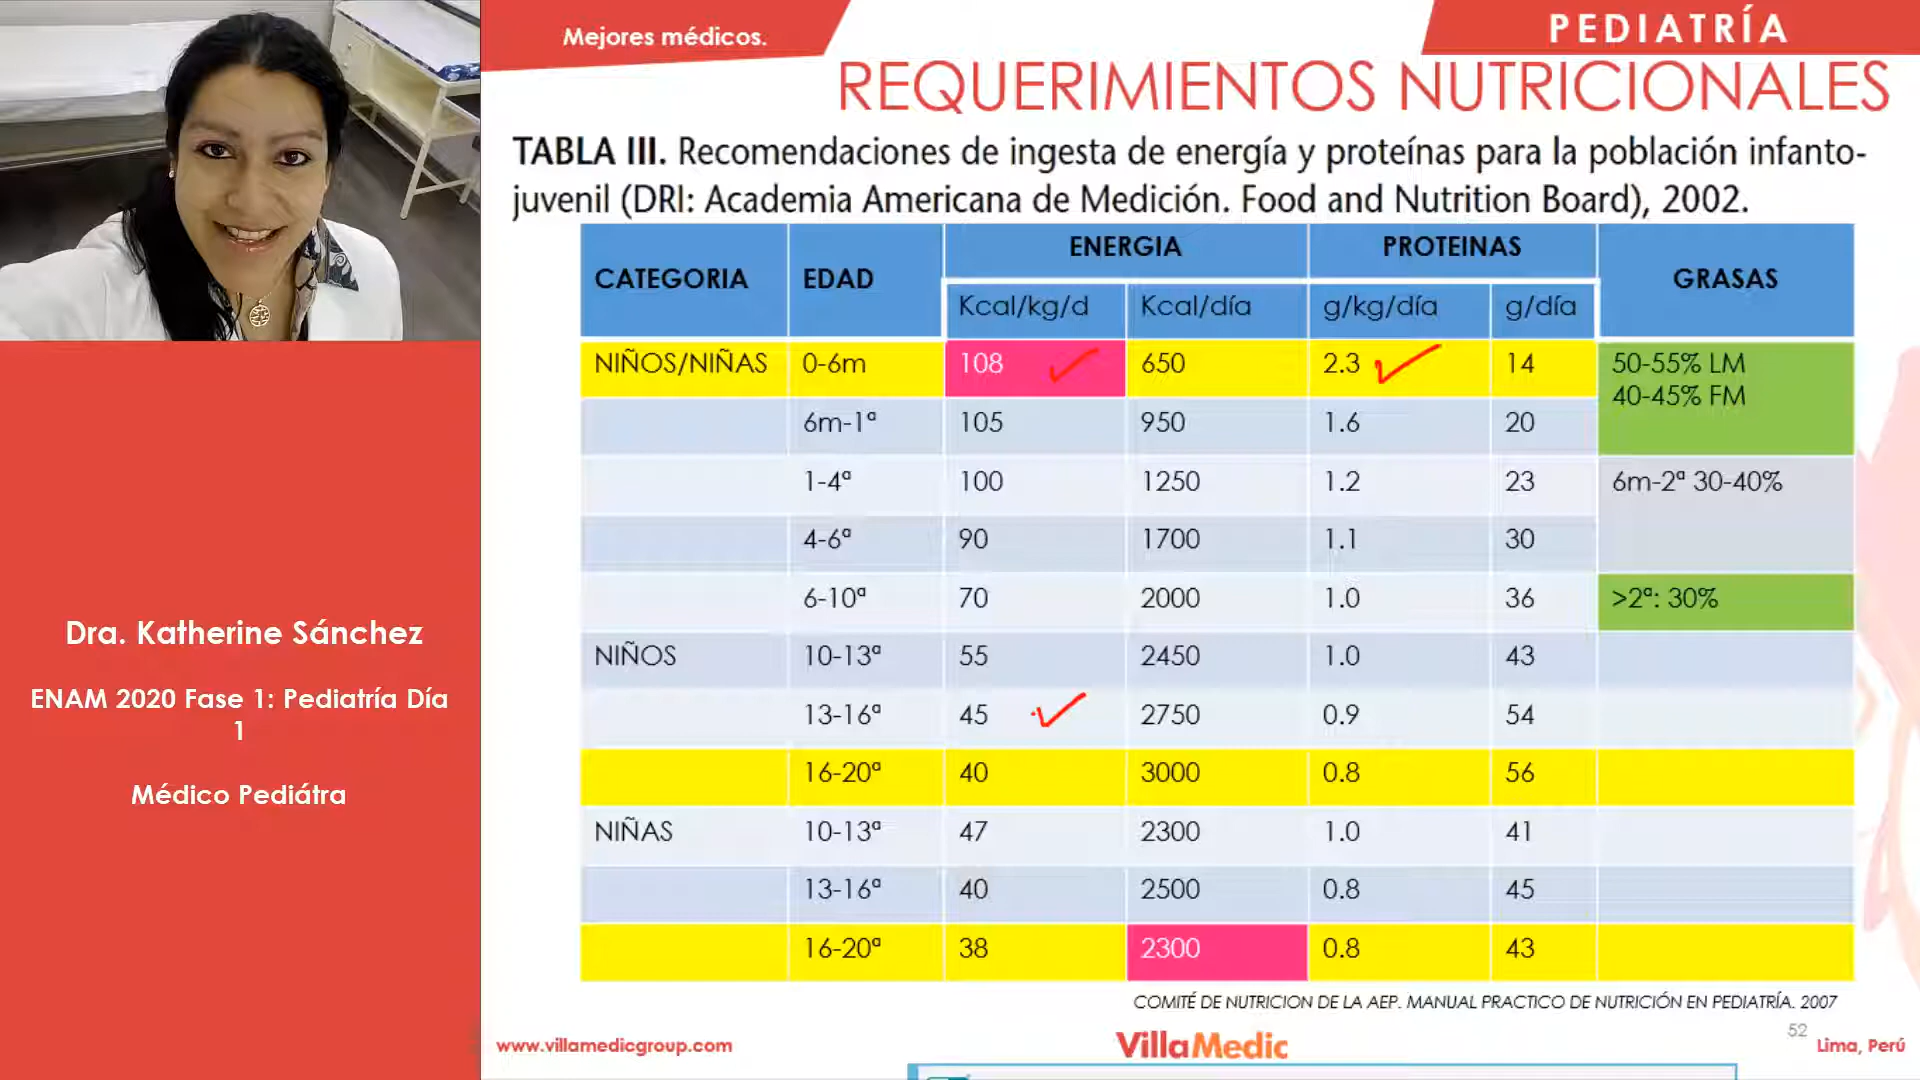 Mejores médicos.
PEDIATRÍA
REQUERIMIENTOS NUTRICIONALES
TABLA III. Recomendaciones de ingesta de energía y proteínas para la población infanto-
juvenil (DRI: Academia Americana de Medición. Food and Nutrition Board), 2002.
CATEGORIA EDAD ENERGIA PROTEINAS GRASAS
Kcal/kg/d Kcal/día g/kg/día g/día
NIÑOS/NIÑAS 0-6m 108 650 2.3 14 50-55% LM
40-45% FM
6m-1ª 105 950 1.6 20
1-4ª 100 1250 1.2 23 6m-2ª 30-40%
4-6ª 90 1700 1.1 30
6-10ª 70 2000 1.0 36 >2ª: 30%
NIÑOS 10-13ª 55 2450 1.0 43
13-16ª 45 2750 0.9 54
16-20ª 40 3000 0.8 56
NIÑAS 10-13ª 47 2300 1.0 41
13-16ª 40 2500 0.8 45
16-20ª 38 2300 0.8 43
COMITÉ DE NUTRICION DE LA AEP. MANUAL PRACTICO DE NUTRICIÓN EN PEDIATRÍA. 2007
www.villamedicgroup.com
VillaMedic
52
Lima, Perú
Dra. Katherine Sánchez
ENAM 2020 Fase 1: Pediatría Día
1
Médico Pediátra